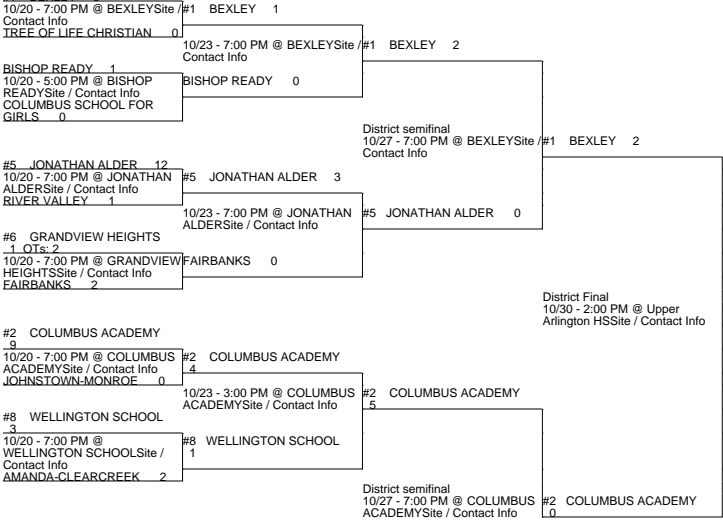 10/20 - 7:00 PM @ BEXLEYSite /
Contact Info
TREE OF LIFE CHRISTIAN 0
#1 BEXLEY 1
10/23 - 7:00 PM @ BEXLEYSite /
Contact Info
#1 BEXLEY 2
BISHOP READY 1
10/20 - 5:00 PM @ BISHOP
READYSite / Contact Info
COLUMBUS SCHOOL FOR
GIRLS 0
BISHOP READY 0
District semifinal
10/27 - 7:00 PM @ BEXLEYSite /
Contact Info
#1 BEXLEY 2
#5 JONATHAN ALDER 12
10/20 - 7:00 PM @ JONATHAN
ALDERSite / Contact Info
RIVER VALLEY 1
#5 JONATHAN ALDER 3
10/23 - 7:00 PM @ JONATHAN
ALDERSite / Contact Info
#5 JONATHAN ALDER 0
#6 GRANDVIEW HEIGHTS
1 OTs: 2
10/20 - 7:00 PM @ GRANDVIEW
HEIGHTSSite / Contact Info
FAIRBANKS 2
FAIRBANKS 0
District Final
10/30 - 2:00 PM @ Upper
Arlington HSSite / Contact Info
#2 COLUMBUS ACADEMY
9
10/20 - 7:00 PM @ COLUMBUS
ACADEMYSite / Contact Info
JOHNSTOWN-MONROE 0
#2 COLUMBUS ACADEMY
4
10/23 - 3:00 PM @ COLUMBUS
ACADEMYSite / Contact Info
#2 COLUMBUS ACADEMY
5
#8 WELLINGTON SCHOOL
3
10/20 - 7:00 PM @
WELLINGTON SCHOOLSite /
Contact Info
AMANDA-CLEARCREEK 2
#8 WELLINGTON SCHOOL
1
District semifinal
10/27 - 7:00 PM @ COLUMBUS
ACADEMYSite / Contact Info
#2 COLUMBUS ACADEMY
0